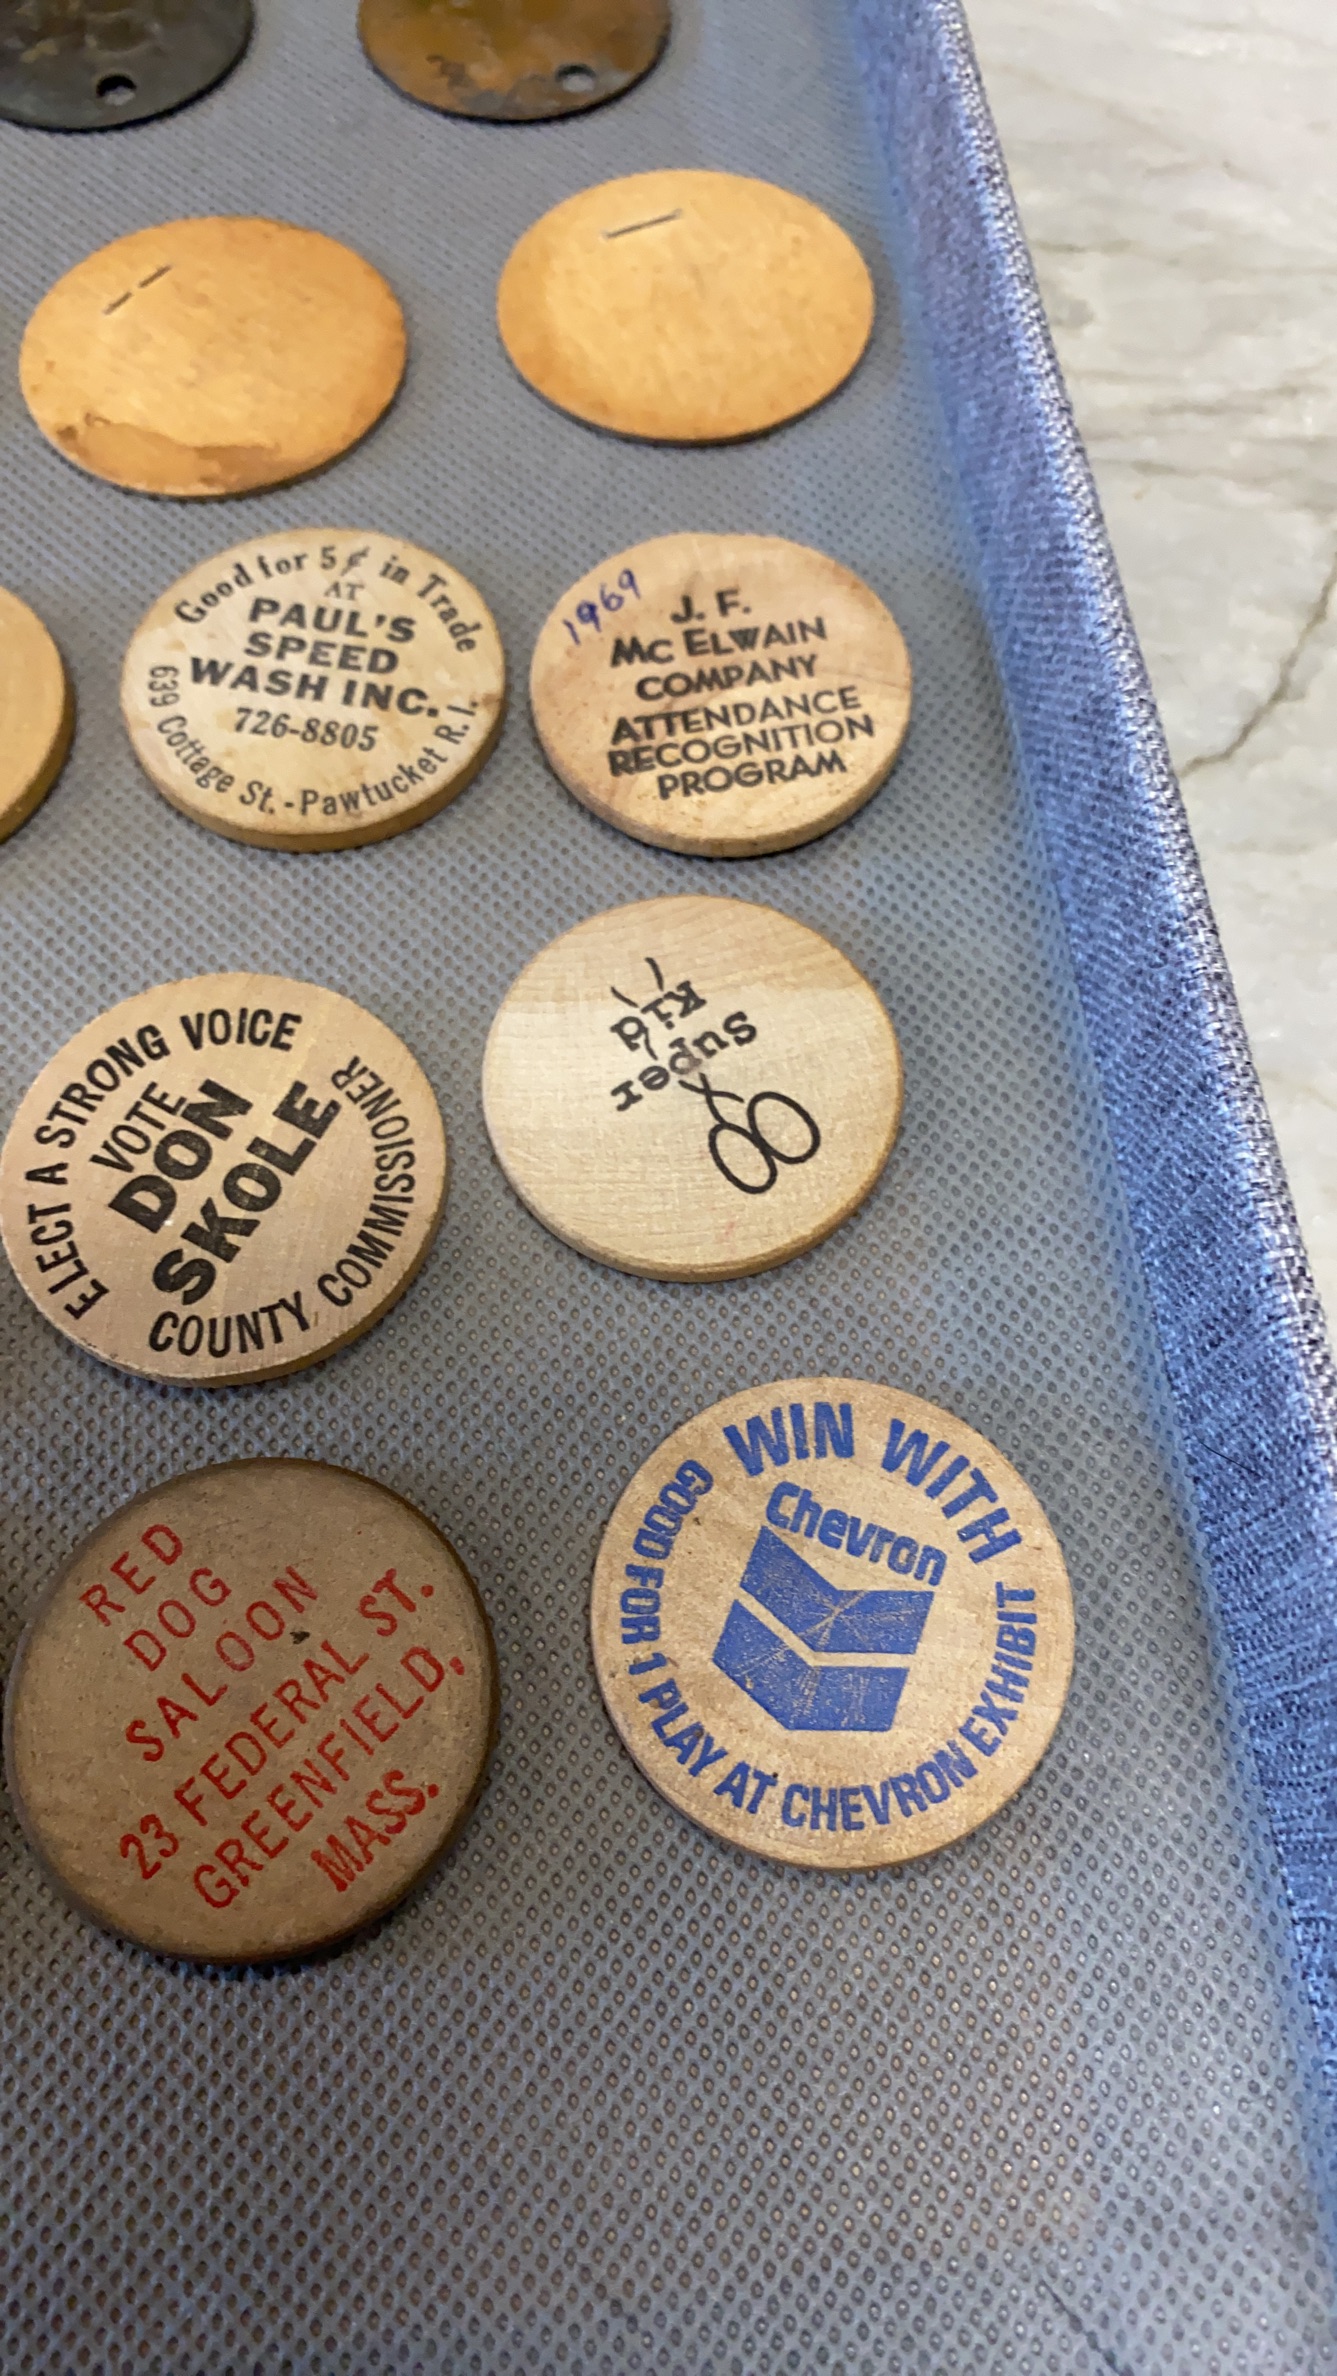 Good for 5¢ in Trade
AT
PAUL'S
SPEED
WASH INC.
726-8805
639 Cottage St. - Pawtucket R. I.
1969
J. F.
MC ELWAIN
COMPANY
ATTENDANCE
RECOGNITION
PROGRAM
ELECT A STRONG VOICE
VOTE
DON
SKOLE
COUNTY COMMISSIONER
Super
Kid
RED
DOG
SALOON
23 FEDERAL ST.
GREENFIELD,
MASS.
WIN WITH
Chevron
GOOD FOR 1 PLAY AT CHEVRON EXHIBIT